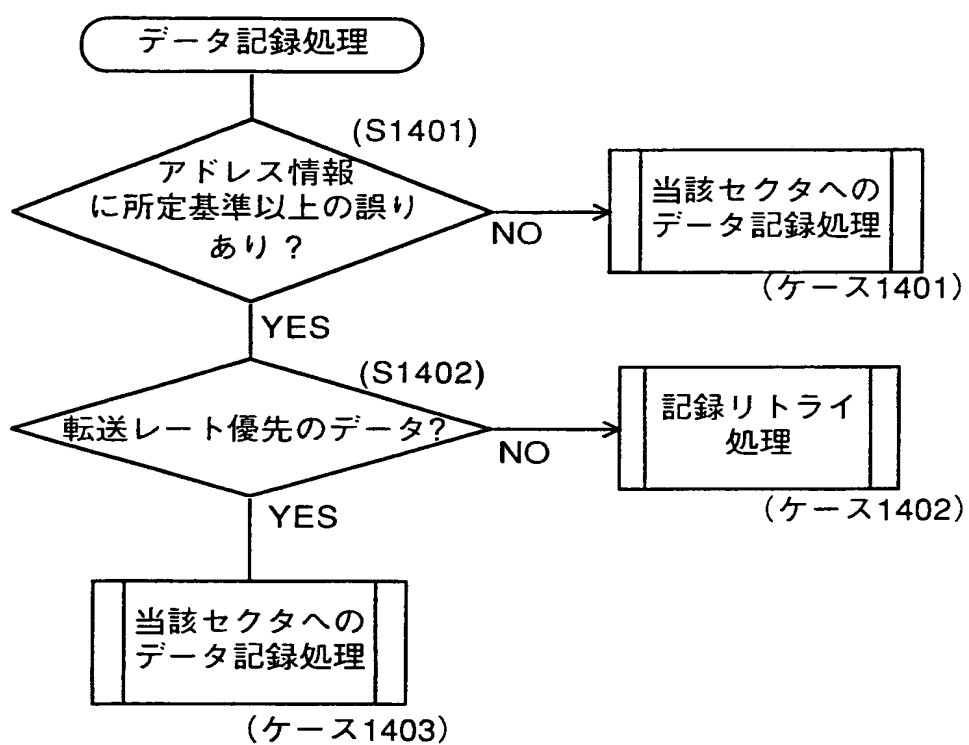 データ記録処理
(S1401)
アドレス情報
に所定基準以上の誤り
あり?
NO
当該セクタへの
データ記録処理
(ケース1401)
YES
(S1402)
転送レート優先のデータ?
NO
記録リトライ
処理
(ケース1402)
YES
当該セクタへの
データ記録処理
(ケース1403)